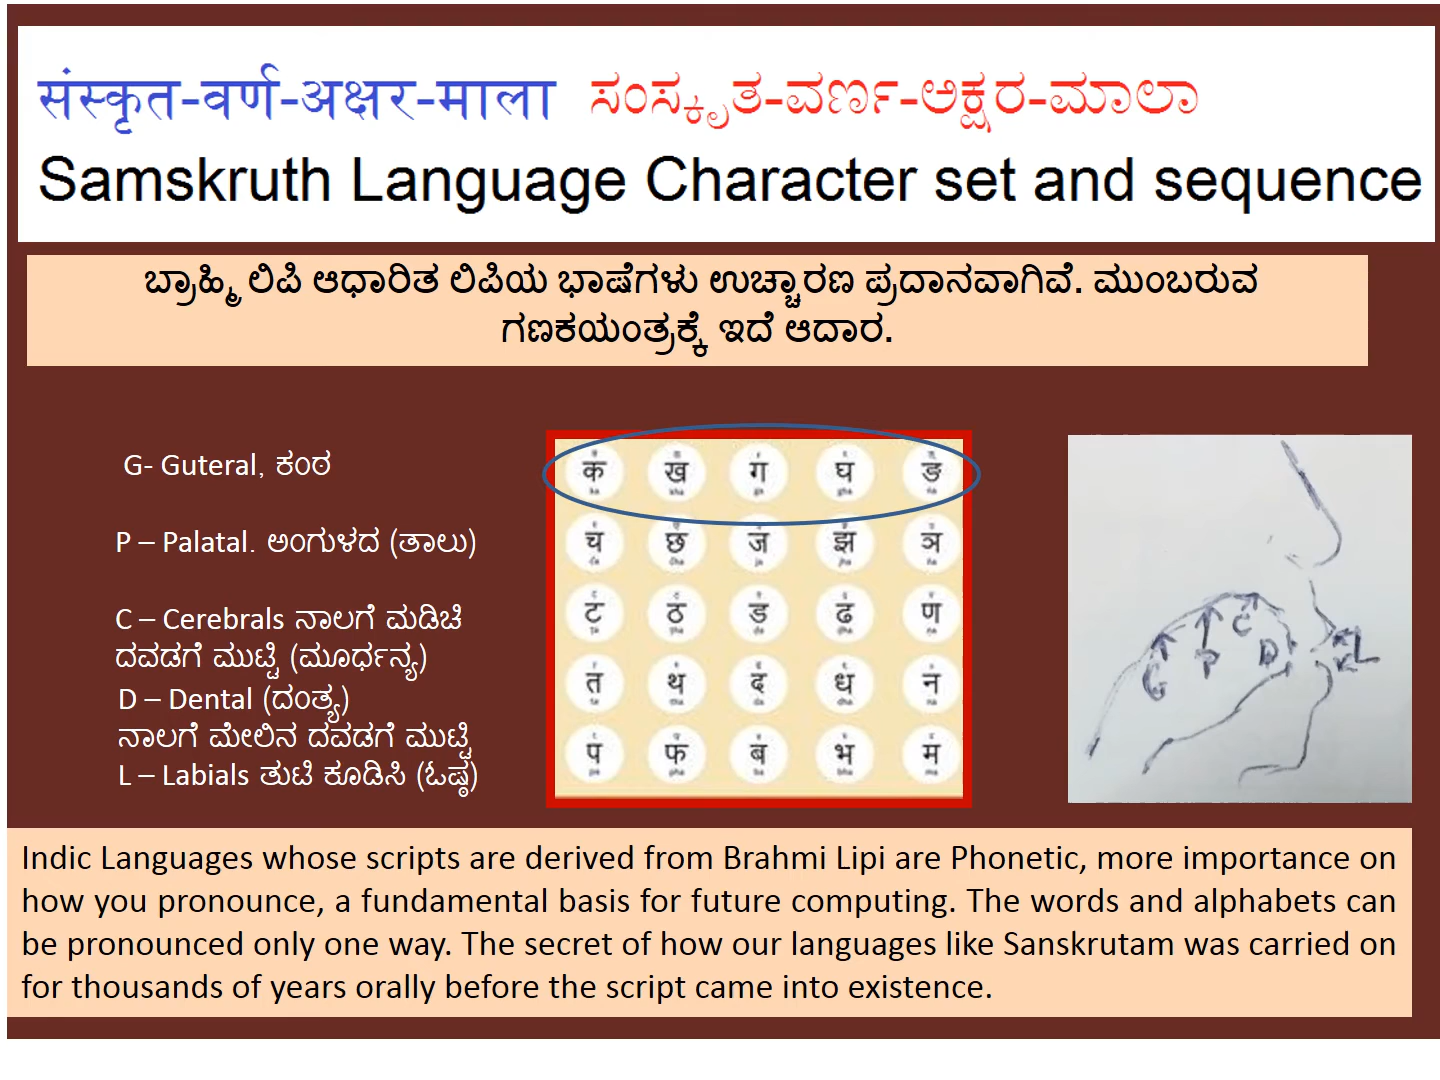 संस्कृत-वर्ण-अक्षर-माला ಸಂಸ್ಕೃತ-ವರ್ಣ-ಅಕ್ಷರ-ಮಾಲಾ
Samskruth Language Character set and sequence
ಬ್ರಾಹ್ಮಿ ಲಿಪಿ ಆಧಾರಿತ ಲಿಪಿಯ ಭಾಷೆಗಳು ಉಚ್ಚಾರಣ ಪ್ರದಾನವಾಗಿವೆ. ಮುಂಬರುವ
ಗಣಕಯಂತ್ರಕ್ಕೆ ಇದೆ ಆದಾರ.
G- Guteral, ಕಂಠ
P – Palatal. ಅಂಗುಳದ (ತಾಲು)
C – Cerebrals ನಾಲಗೆ ಮಡಿಚಿ
ದವಡಗೆ ಮುಟ್ಟಿ (ಮೂರ್ಧನ್ಯ)
D – Dental (ದಂತ್ಯ)
ನಾಲಗೆ ಮೇಲಿನ ದವಡಗೆ ಮುಟ್ಟಿ
L – Labials ತುಟಿ ಕೂಡಿಸಿ (ಓಷ್ಠ)
क ख ग घ ङ
च छ ज झ ञ
ट ठ ड ढ ण
त थ द ध न
प फ ब भ म
G P C D L
Indic Languages whose scripts are derived from Brahmi Lipi are Phonetic, more importance on
how you pronounce, a fundamental basis for future computing. The words and alphabets can
be pronounced only one way. The secret of how our languages like Sanskrutam was carried on
for thousands of years orally before the script came into existence.